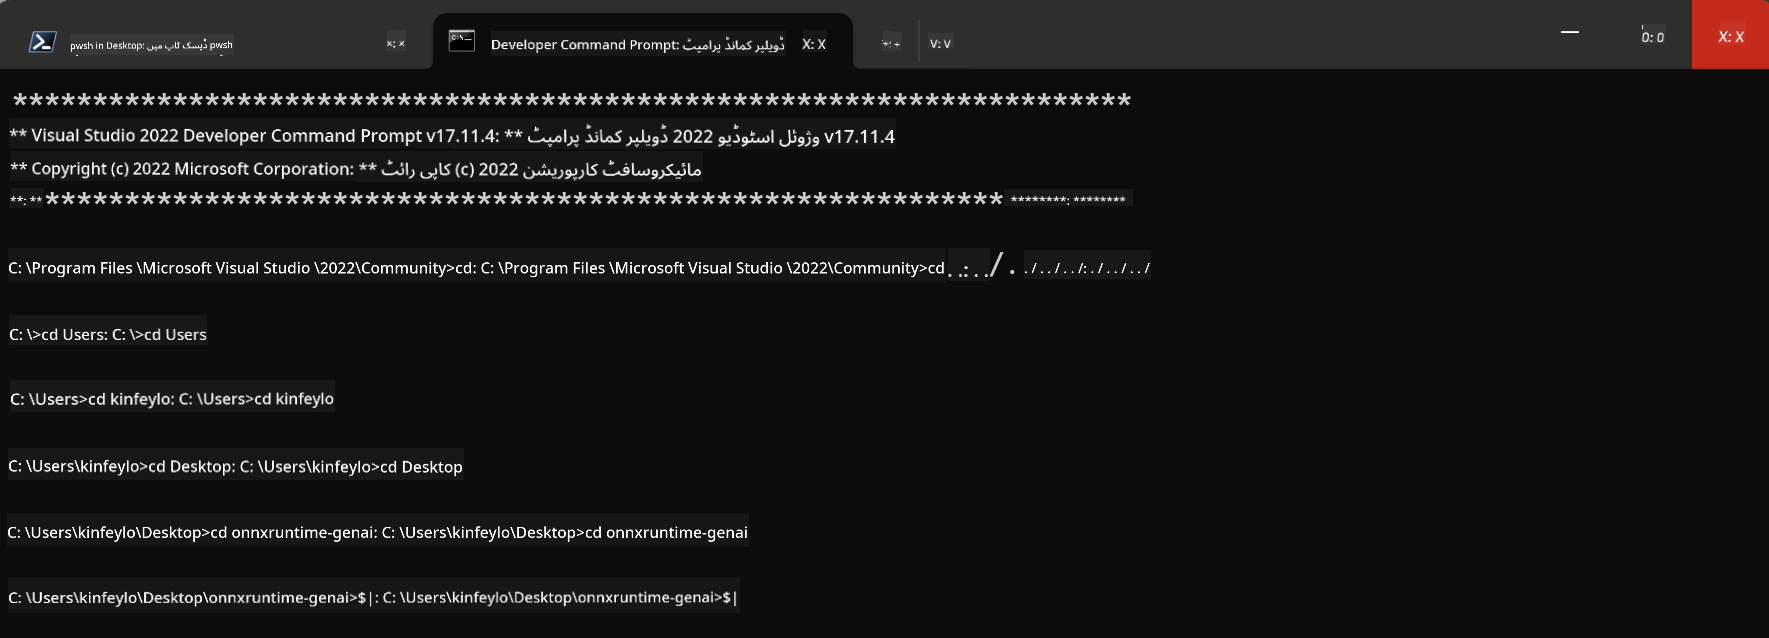 pwsh in Desktop: ڈیسک ٹاپ میں pwsh
×: ×
Developer Command Prompt: ڈویلپر کمانڈ پرامپٹ
X: X
+: +
V: V
—
0: 0
X: X
**********************************************************************
** Visual Studio 2022 Developer Command Prompt v17.11.4: ** وژوئل اسٹوڈیو 2022 ڈویلپر کمانڈ پرامپٹ v17.11.4
** Copyright (c) 2022 Microsoft Corporation: ** کاپی رائٹ (c) 2022 مائیکروسافٹ کارپوریشن
**: ** ************************************************************ ********: ********
C: \Program Files \Microsoft Visual Studio \2022\Community>cd: C: \Program Files \Microsoft Visual Studio \2022\Community>cd . .: . ./ . . / . . / . . /: . / . . / . . /
C: \>cd Users: C: \>cd Users
C: \Users>cd kinfeylo: C: \Users>cd kinfeylo
C: \Users\kinfeylo>cd Desktop: C: \Users\kinfeylo>cd Desktop
C: \Users\kinfeylo\Desktop>cd onnxruntime-genai: C: \Users\kinfeylo\Desktop>cd onnxruntime-genai
C: \Users\kinfeylo\Desktop\onnxruntime-genai>$|: C: \Users\kinfeylo\Desktop\onnxruntime-genai>$|